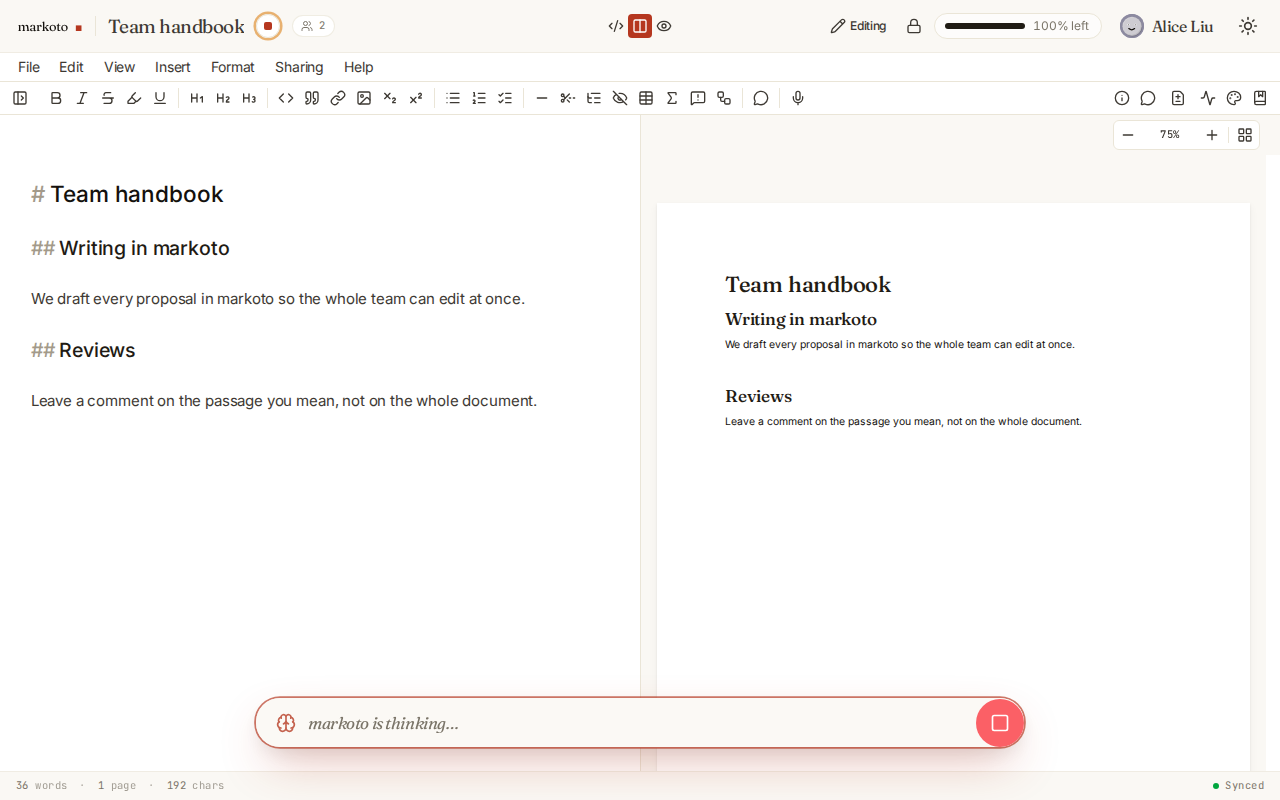 markoto
Team handbook
2
Editing
100% left
Alice Liu
File Edit View Insert Format Sharing Help
H1 H2 H3
75%
# Team handbook
## Writing in markoto
We draft every proposal in markoto so the whole team can edit at once.
## Reviews
Leave a comment on the passage you mean, not on the whole document.
Team handbook
Writing in markoto
We draft every proposal in markoto so the whole team can edit at once.
Reviews
Leave a comment on the passage you mean, not on the whole document.
markoto is thinking...
36 words · 1 page · 192 chars
Synced